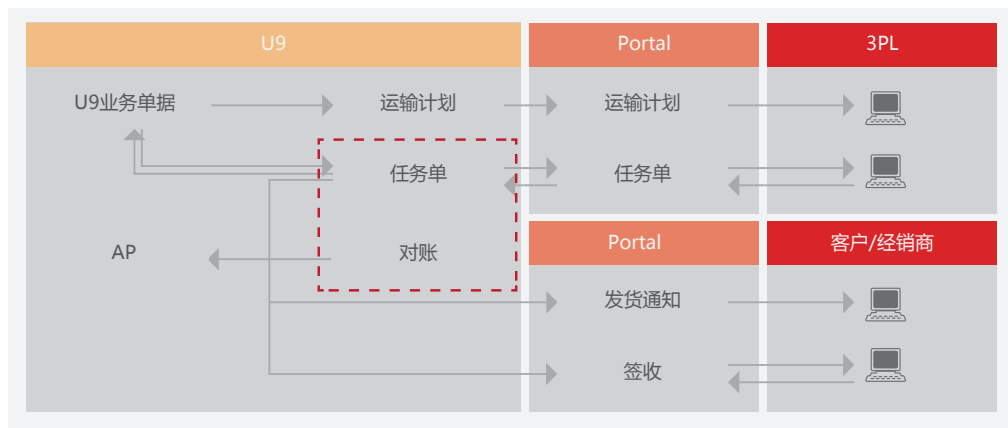 U9
Portal
3PL
U9业务单据
运输计划
运输计划
任务单
任务单
AP
对账
Portal
客户/经销商
发货通知
签收